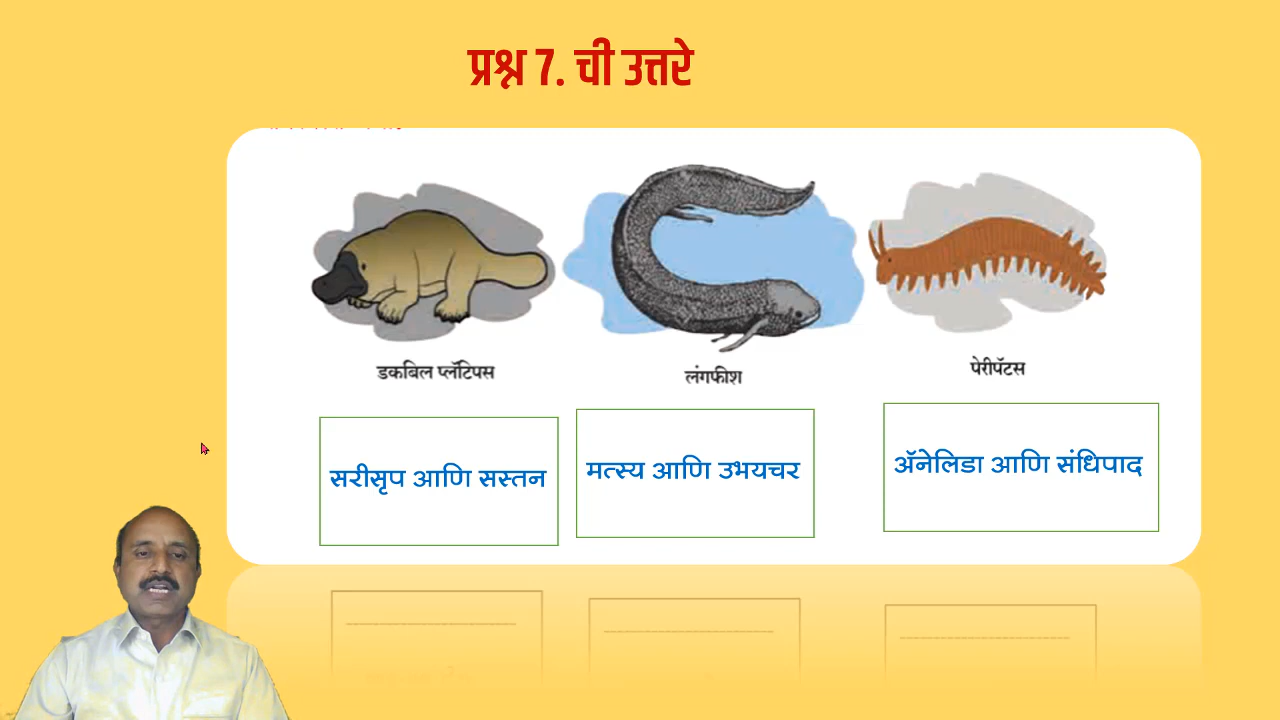 प्रश्न 7. ची उत्तरे
डकबिल प्लॅटिपस
लंगफीश
पेरीपॅटस
सरीसृप आणि सस्तन
मत्स्य आणि उभयचर
ॲनेलिडा आणि संधिपाद